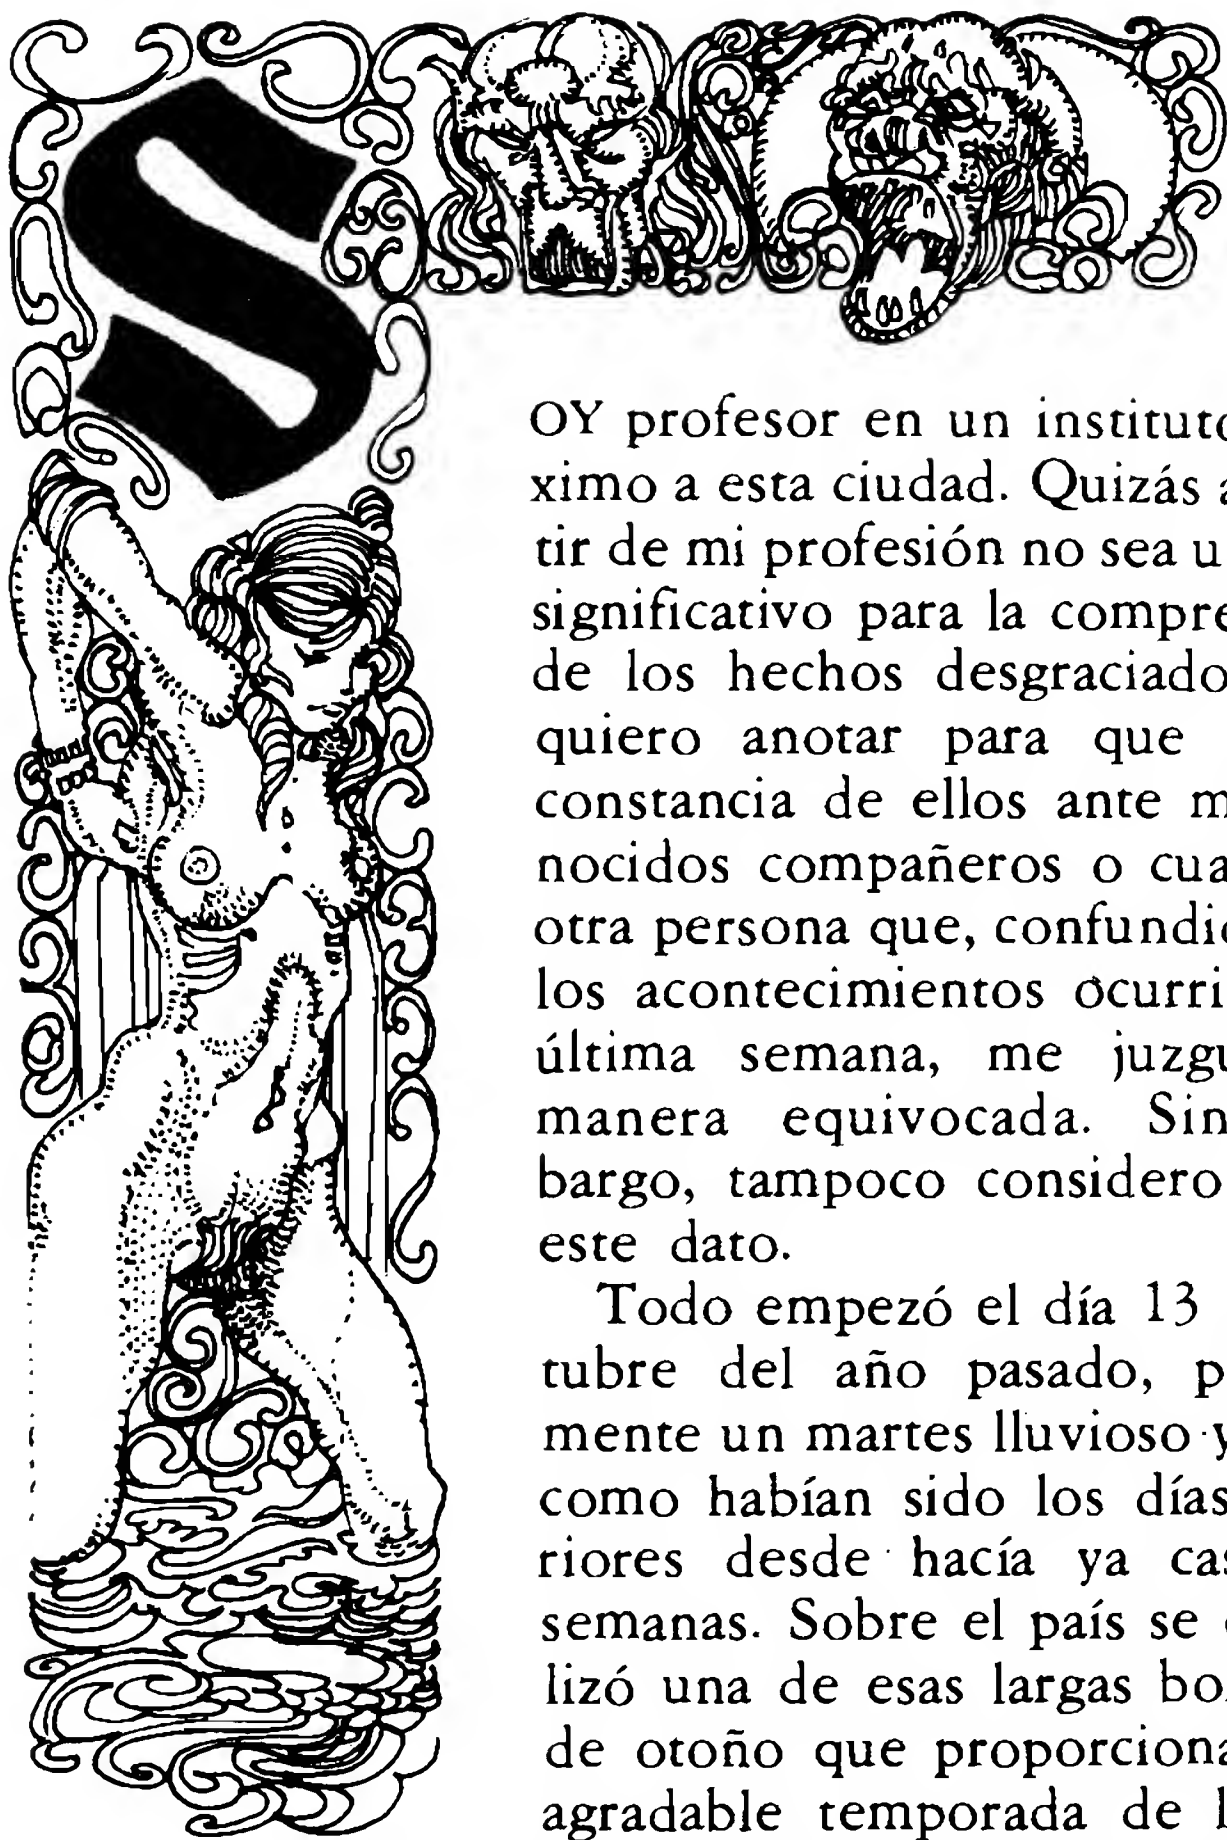 S
OY profesor en un instituto
ximo a esta ciudad. Quizás a
tir de mi profesión no sea u
significativo para la compre
de los hechos desgraciado
quiero anotar para que
constancia de ellos ante m
nocidos compañeros o cua
otra persona que, confundi
los acontecimientos ocurri
última semana, me juzgu
manera equivocada. Sin
bargo, tampoco considero
este dato.
Todo empezó el día 13
tubre del año pasado, p
mente un martes lluvioso y
como habían sido los días
riores desde hacía ya cas
semanas. Sobre el país se
lizó una de esas largas bo
de otoño que proporciona
agradable temporada de l